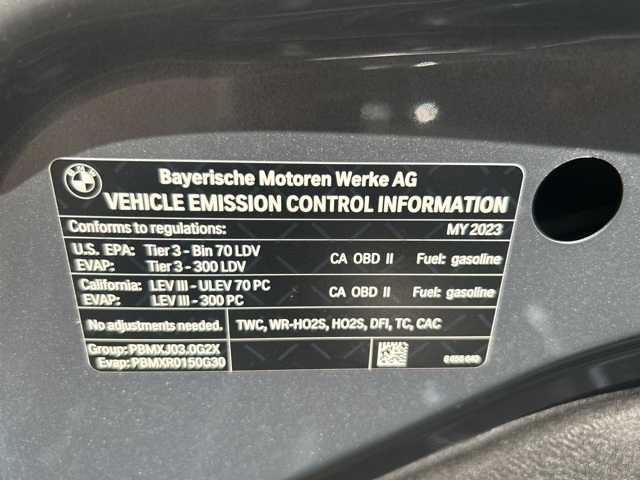 BMW
Bayerische Motoren Werke AG
VEHICLE EMISSION CONTROL INFORMATION
Conforms to regulations: MY 2023
U.S. EPA: Tier 3 - Bin 70 LDV CA OBD II Fuel: gasoline
EVAP: Tier 3 - 300 LDV
California: LEV III - ULEV 70 PC CA OBD II Fuel: gasoline
EVAP: LEV III - 300 PC
No adjustments needed. TWC, WR-HO2S, HO2S, DFI, TC, CAC
Group: PBMXJ03.0G2X
Evap: PBMXR0150G30